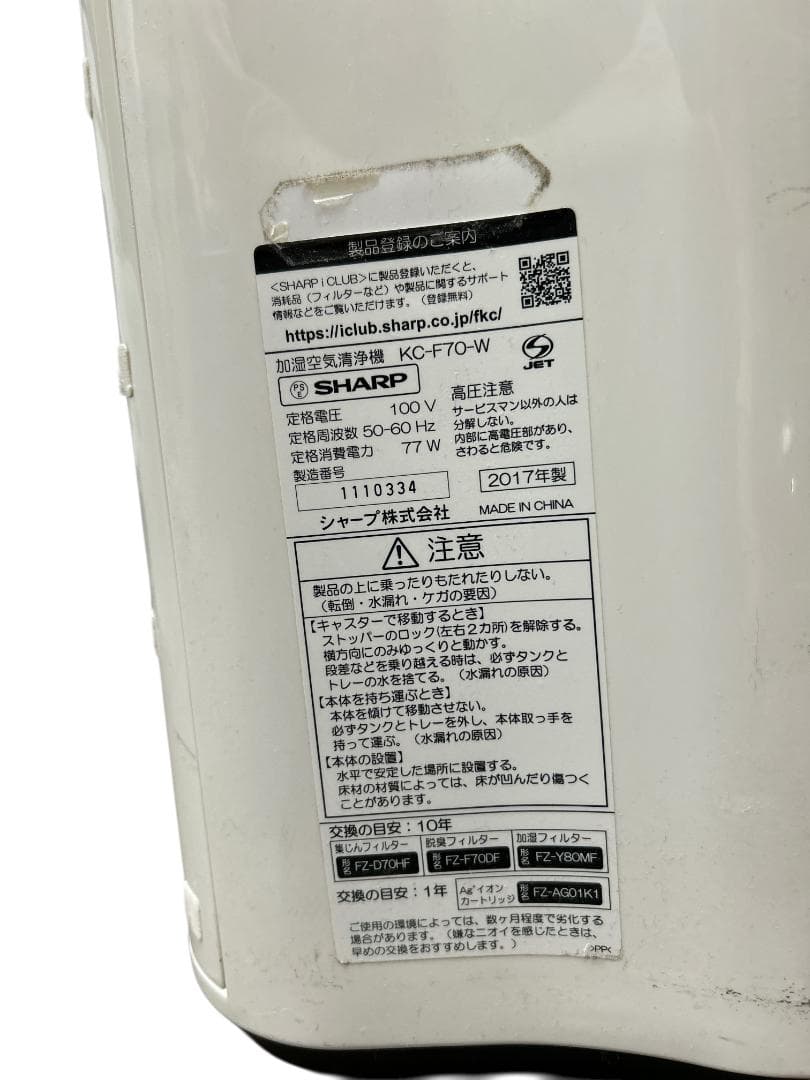 製品登録のご案内
<SHARP i CLUB>に製品登録いただくと、
消耗品（フィルターなど）や製品に関するサポート
情報などをご覧いただけます。（登録無料）
https://iclub.sharp.co.jp/fkc/
加湿空気清浄機 KC-F70-W
PS E SHARP
JET
定格電圧 100 V
定格周波数 50-60 Hz
定格消費電力 77 W
高圧注意
サービスマン以外の人は
分解しない。
内部に高電圧部があり、
さわると危険です。
製造番号
1110334
2017年製
シャープ株式会社 MADE IN CHINA
注意
製品の上に乗ったりもたれたりしない。
（転倒・水漏れ・ケガの要因）
【キャスターで移動するとき】
ストッパーのロック(左右2カ所)を解除する。
横方向にのみゆっくりと動かす。
段差などを乗り越える時は、必ずタンクと
トレーの水を捨てる。（水漏れの原因）
【本体を持ち運ぶとき】
本体を傾けて移動させない。
必ずタンクとトレーを外し、本体取っ手を
持って運ぶ。（水漏れの原因）
【本体の設置】
水平で安定した場所に設置する。
床材の材質によっては、床が凹んだり傷つく
ことがあります。
交換の目安：10年
集じんフィルター 脱臭フィルター 加湿フィルター
形名 FZ-D70HF 形名 FZ-F70DF 形名 FZ-Y80MF
交換の目安：1年 Ag⁺イオンカートリッジ 形名 FZ-AG01K1
ご使用の環境によっては、数ヶ月程度で劣化する
場合があります。（嫌なニオイを感じたときは、
早めの交換をおすすめします。）
>PP<